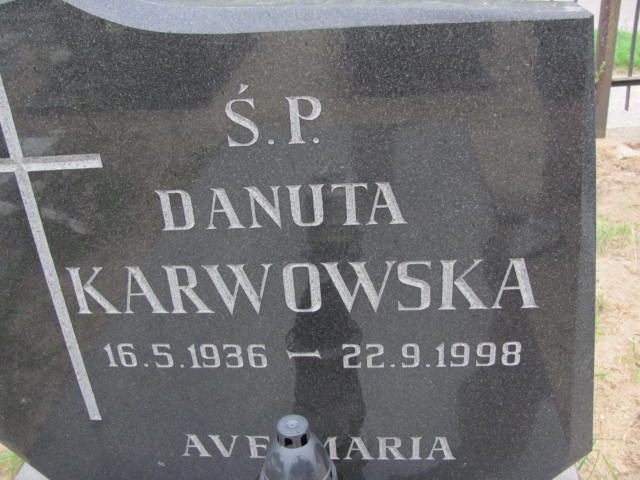 Ś.P.
DANUTA
KARWOWSKA
16.5.1936 – 22.9.1998
AVE MARIA